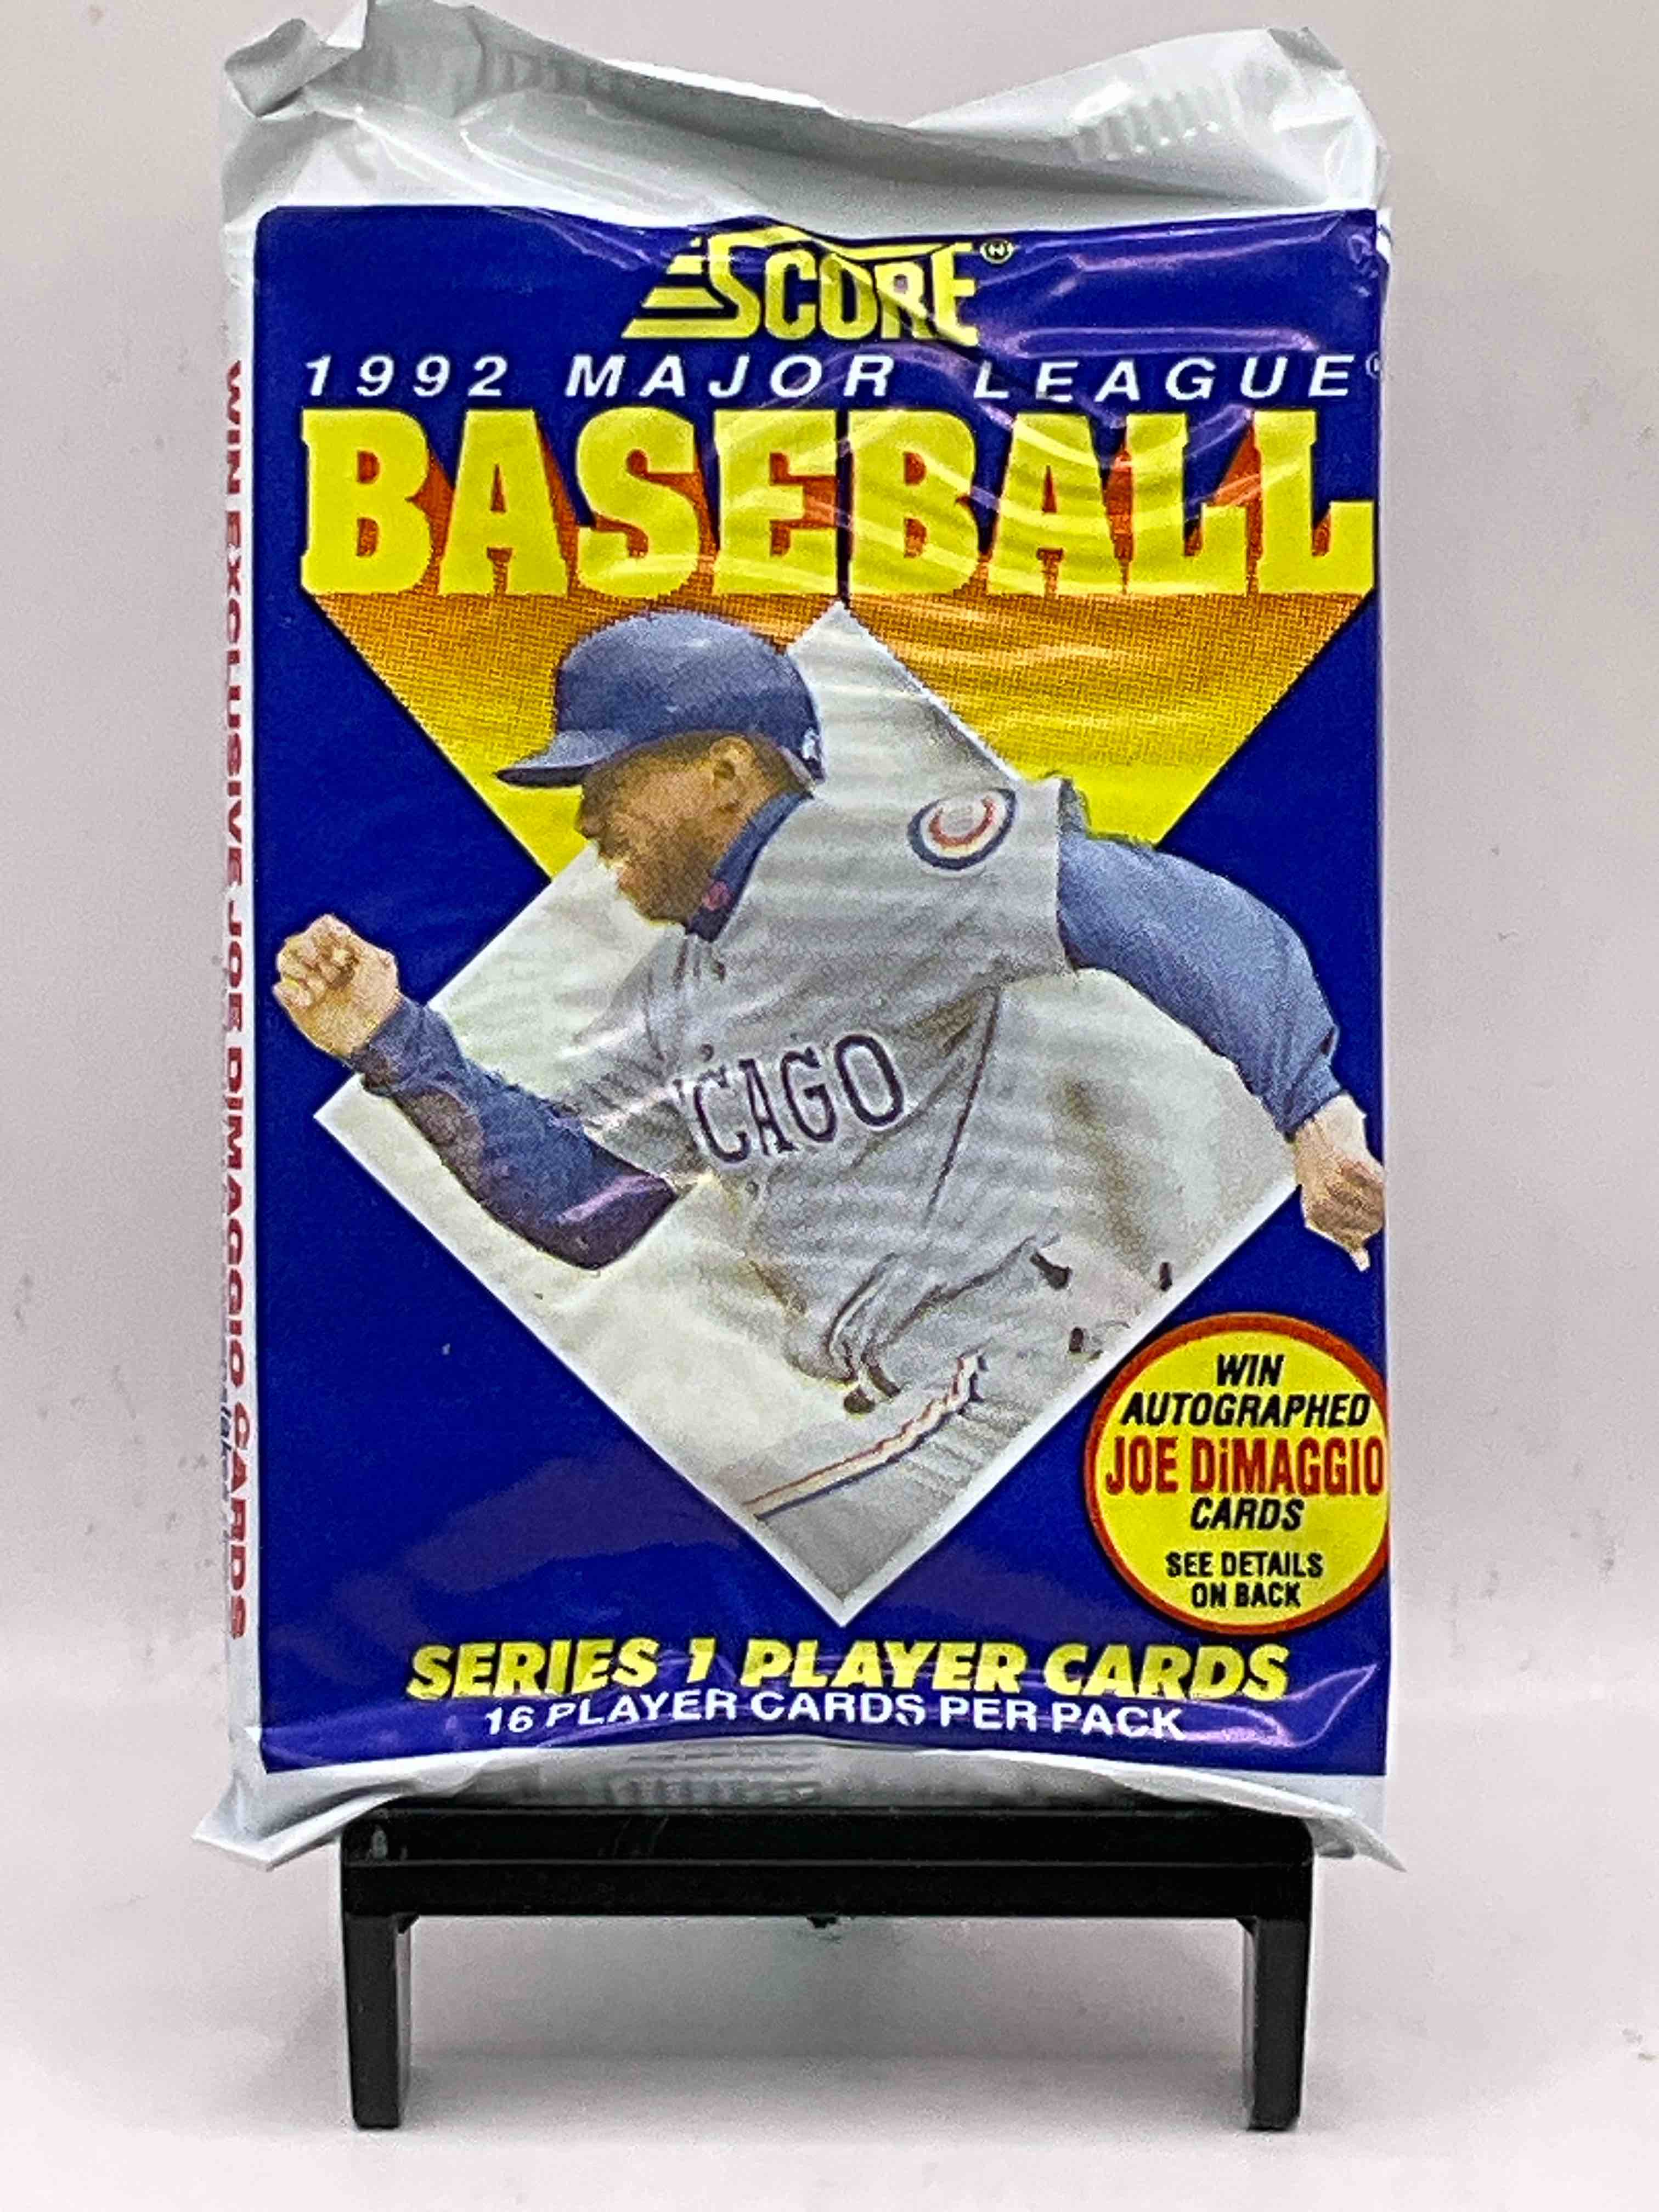 SCORE®
1992 MAJOR LEAGUE®
BASEBALL
CAGO
WIN
AUTOGRAPHED
JOE DiMAGGIO
CARDS
SEE DETAILS
ON BACK
SERIES 1 PLAYER CARDS
16 PLAYER CARDS PER PACK
WIN EXCLUSIVE JOE DIMAGGIO CARDS